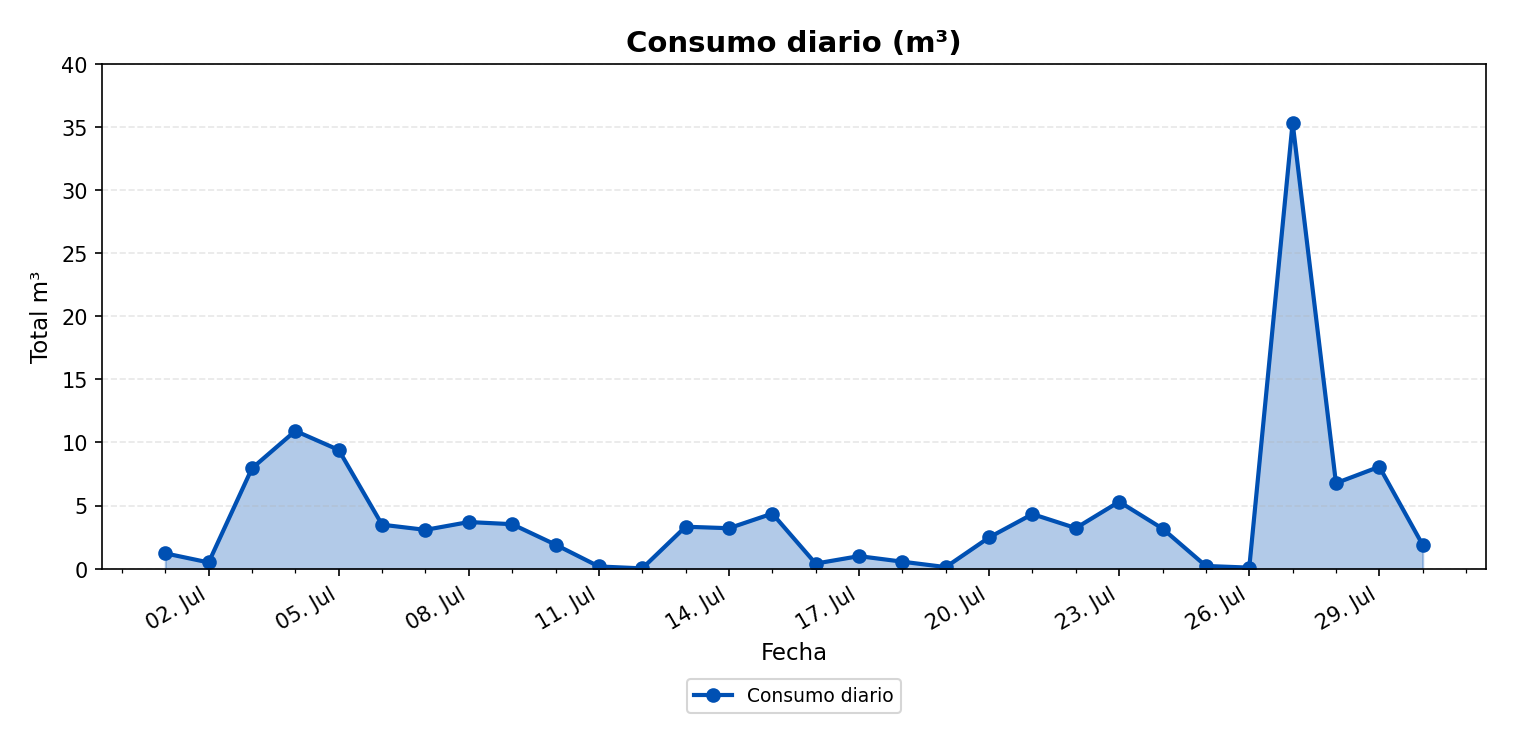 Consumo diario (m³)
40
35
30
25
20
15
10
5
0
Total m³
02. Jul
05. Jul
08. Jul
11. Jul
14. Jul
17. Jul
20. Jul
23. Jul
26. Jul
29. Jul
Fecha
Consumo diario